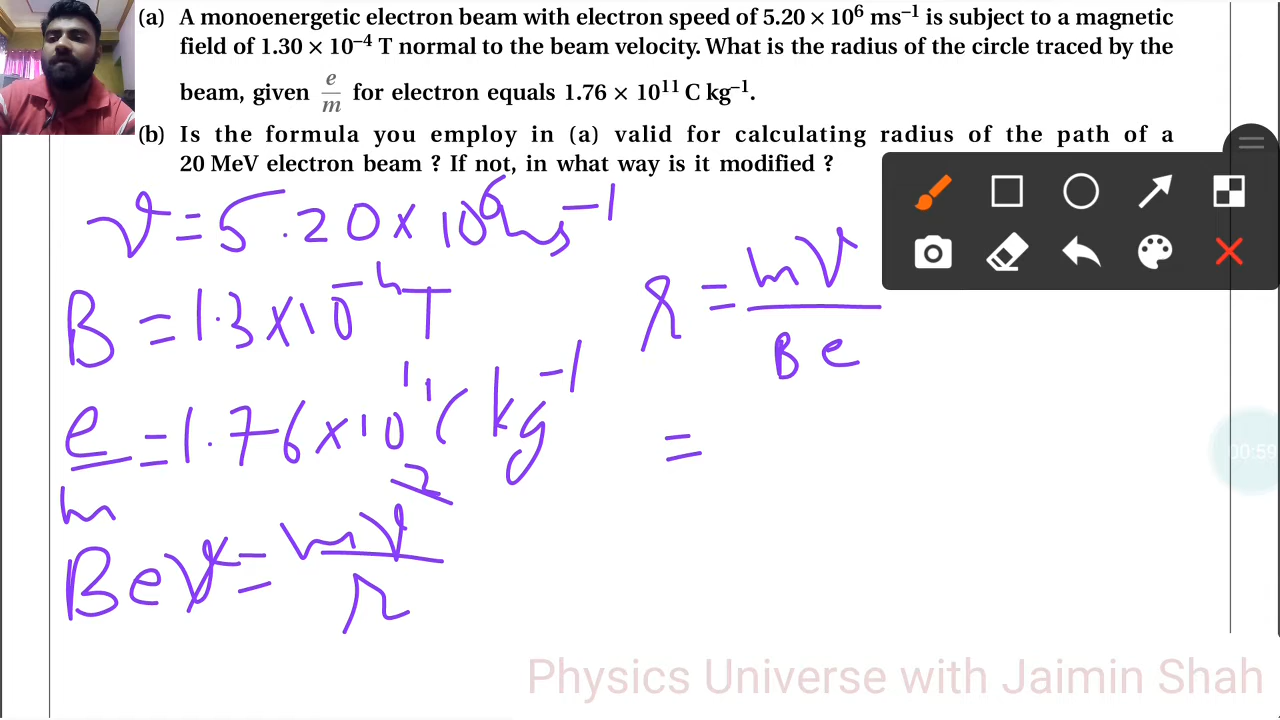 (a) A monoenergetic electron beam with electron speed of 5.20 × 10⁶ ms⁻¹ is subject to a magnetic
field of 1.30 × 10⁻⁴ T normal to the beam velocity. What is the radius of the circle traced by the
beam, given e/m for electron equals 1.76 × 10¹¹ C kg⁻¹.
(b) Is the formula you employ in (a) valid for calculating radius of the path of a
20 MeV electron beam ? If not, in what way is it modified ?
v = 5.20 × 10⁶ ms⁻¹
B = 1.3 × 10⁻⁴ T
e/m = 1.76 × 10¹¹ C kg⁻¹
Bev = mv²/r
r = mv/Be
=
00:59
Physics Universe with Jaimin Shah